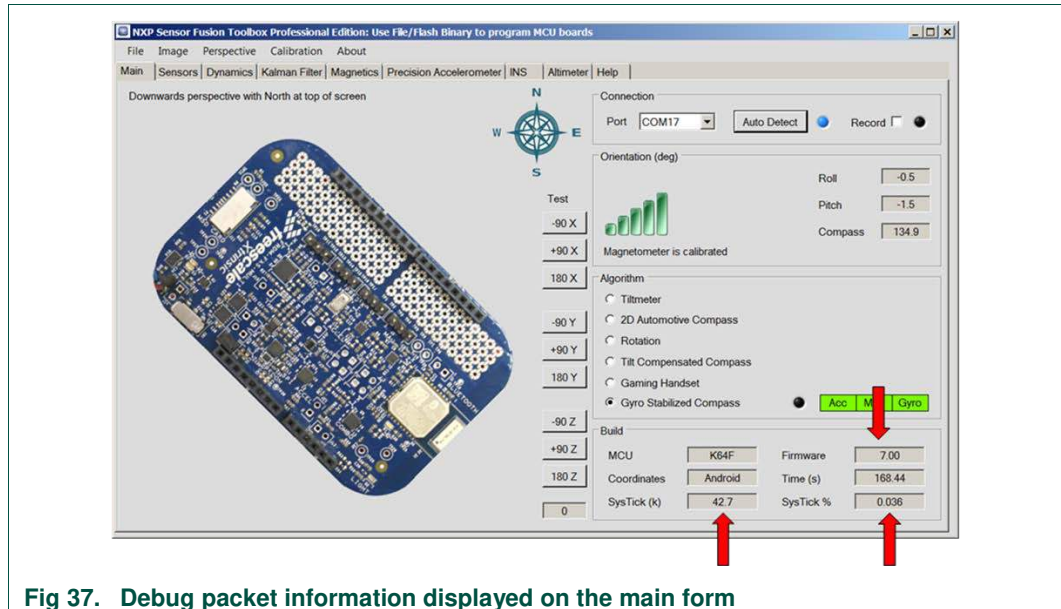 NXP Sensor Fusion Toolbox Professional Edition: Use File/Flash Binary to program MCU boards
File Image Perspective Calibration About
Main Sensors Dynamics Kalman Filter Magnetics Precision Accelerometer INS Altimeter Help
Downwards perspective with North at top of screen
N
W E
S
Connection
Port COM17 Auto Detect Record
Orientation (deg)
Roll -0.5
Pitch -1.5
Compass 134.9
Magnetometer is calibrated
Test
-90 X
+90 X
180 X
-90 Y
+90 Y
180 Y
-90 Z
+90 Z
180 Z
0
Algorithm
Tiltmeter
2D Automotive Compass
Rotation
Tilt Compensated Compass
Gaming Handset
Gyro Stabilized Compass Acc Gyro
Build
MCU K64F Firmware 7.00
Coordinates Android Time (s) 168.44
SysTick (k) 42.7 SysTick % 0.036
freescale
Xtrinsic
BLUETOOTH
LIGHT
Fig 37. Debug packet information displayed on the main form